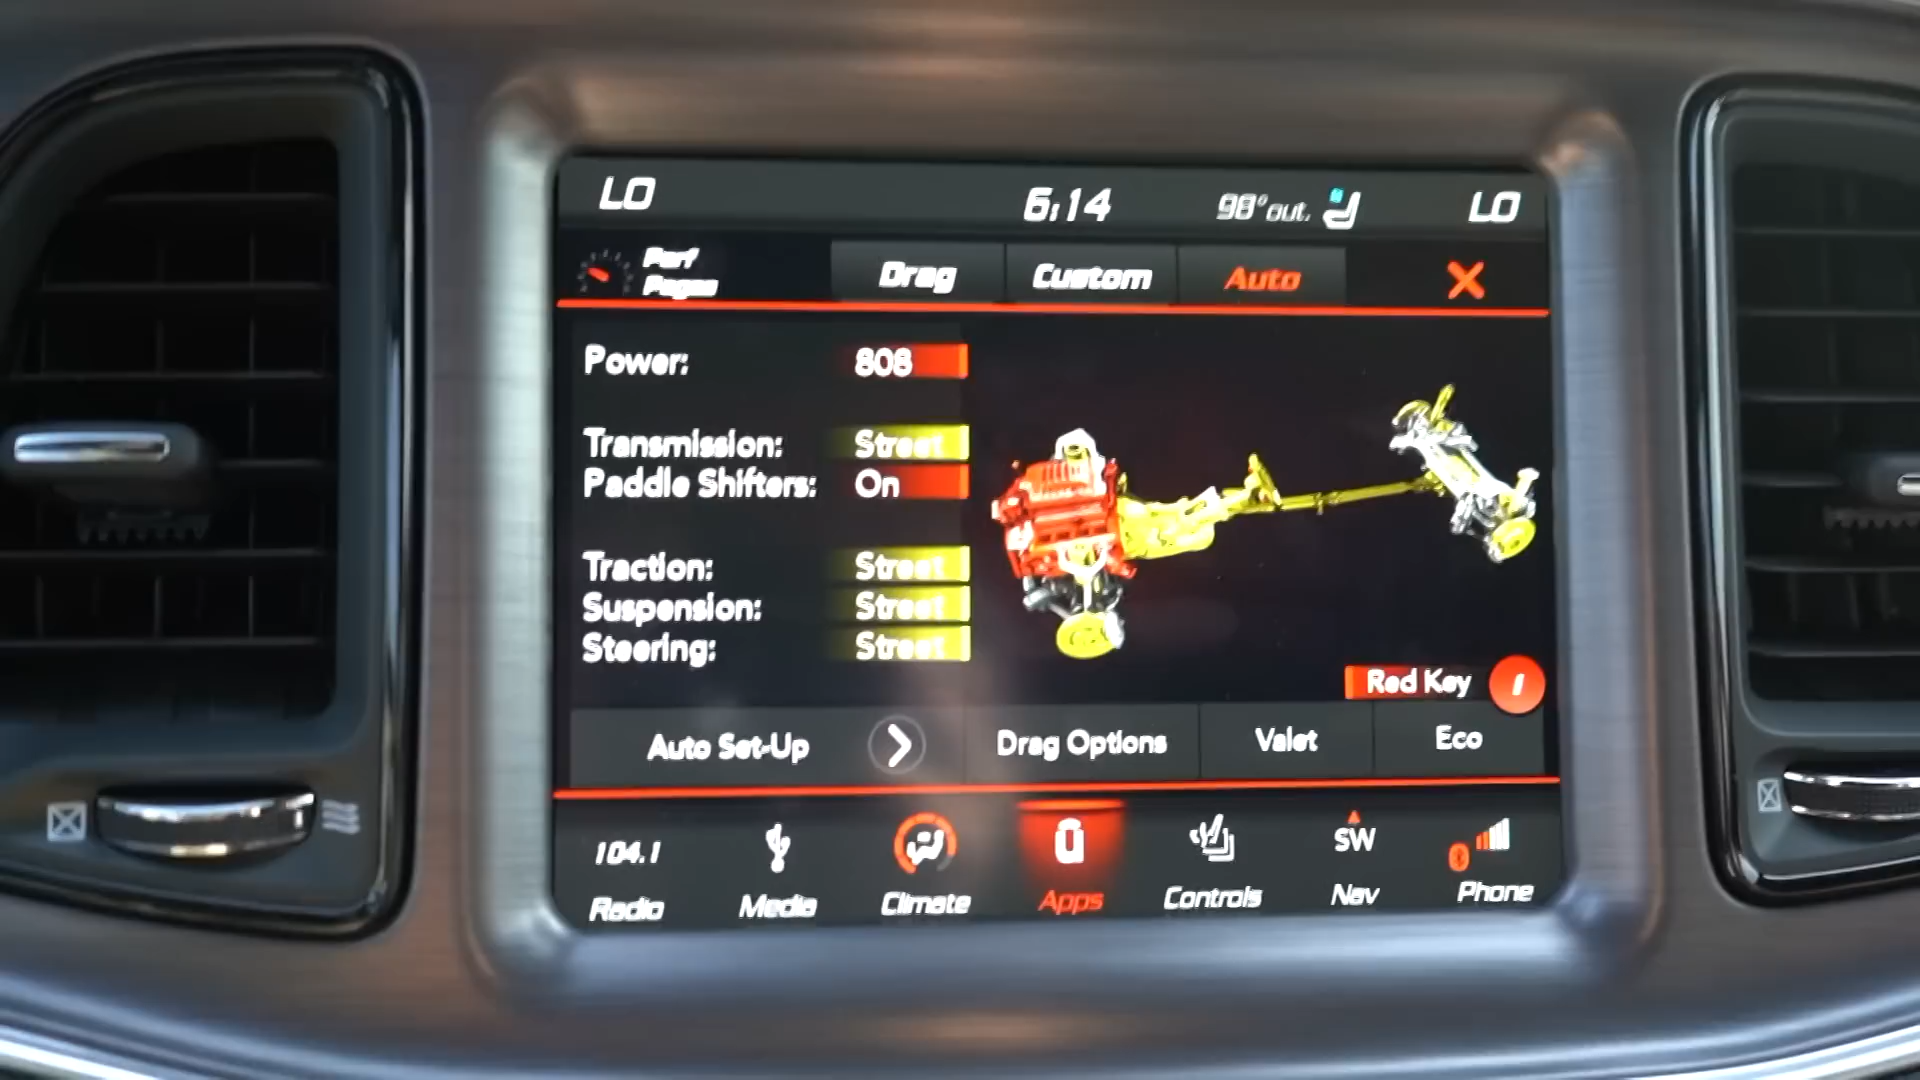 LO 6:14 98° out. LO
Perf Pages Drag Custom Auto X
Power: 808
Transmission: Street
Paddle Shifters: On
Traction: Street
Suspension: Street
Steering: Street
Red Key
Auto Set-Up Drag Options Valet Eco
104.1 SW
Radio Media Climate Apps Controls Nav Phone